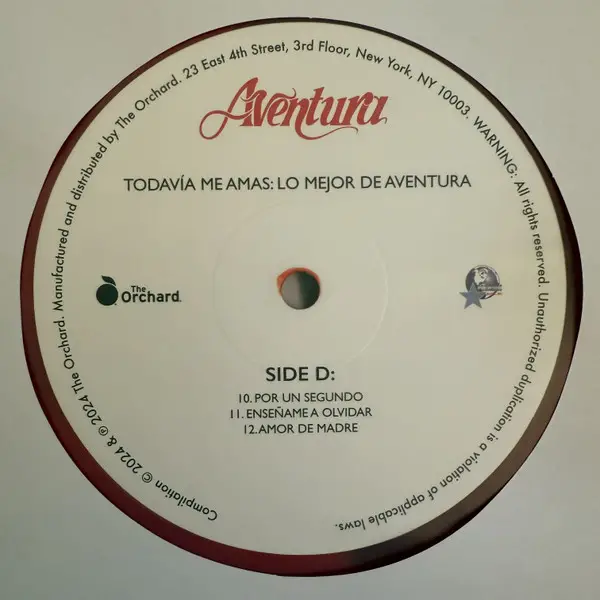 Compilation © 2024 & ℗ 2024 The Orchard. Manufactured and distributed by The Orchard. 23 East 4th Street, 3rd Floor, New York, NY 10003. WARNING: All rights reserved. Unauthorized duplication is a violation of applicable laws.
Aventura
TODAVÍA ME AMAS: LO MEJOR DE AVENTURA
The
Orchard
SIDE D:
10. POR UN SEGUNDO
11. ENSEÑAME A OLVIDAR
12. AMOR DE MADRE